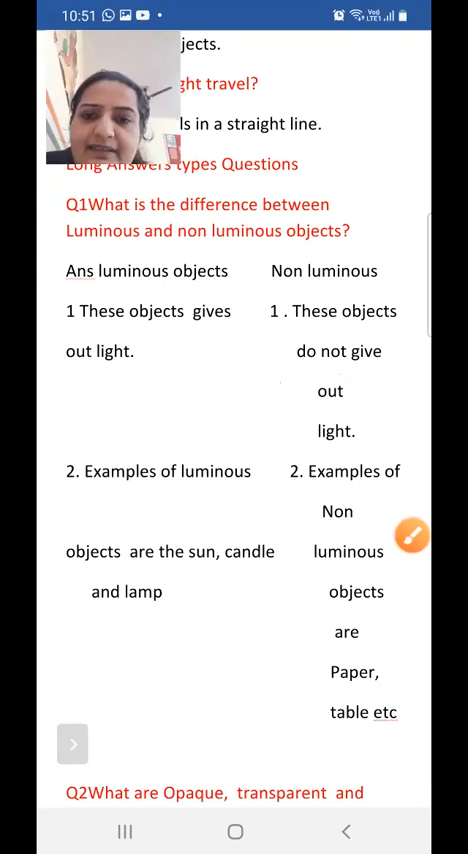 10:51
Vo) LTE1
jects.
ght travel?
ls in a straight line.
Long Answers types Questions
Q1What is the difference between
Luminous and non luminous objects?
Ans luminous objects Non luminous
1 These objects gives 1 . These objects
out light. do not give
out
light.
2. Examples of luminous 2. Examples of
Non
objects are the sun, candle luminous
and lamp objects
are
Paper,
table etc
Q2What are Opaque, transparent and